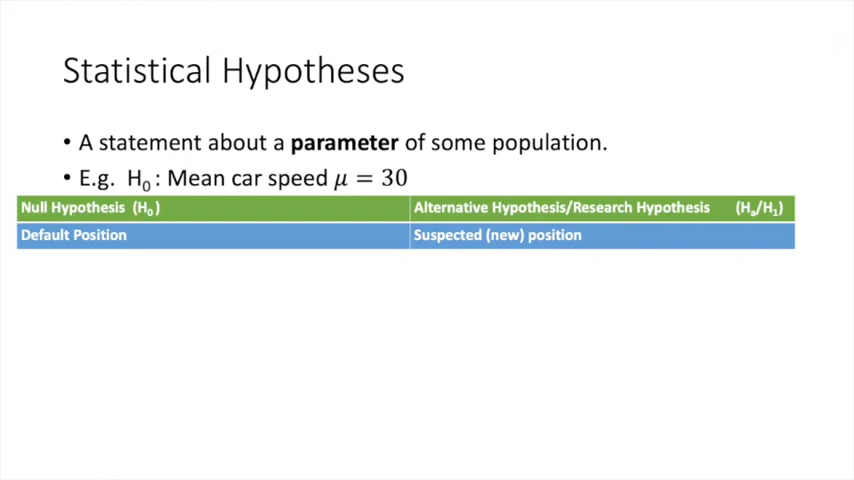 Statistical Hypotheses
• A statement about a parameter of some population.
• E.g. H₀ : Mean car speed 𝜇 = 30
Null Hypothesis (H₀ ) Alternative Hypothesis/Research Hypothesis (Hₐ/H₁)
Default Position Suspected (new) position